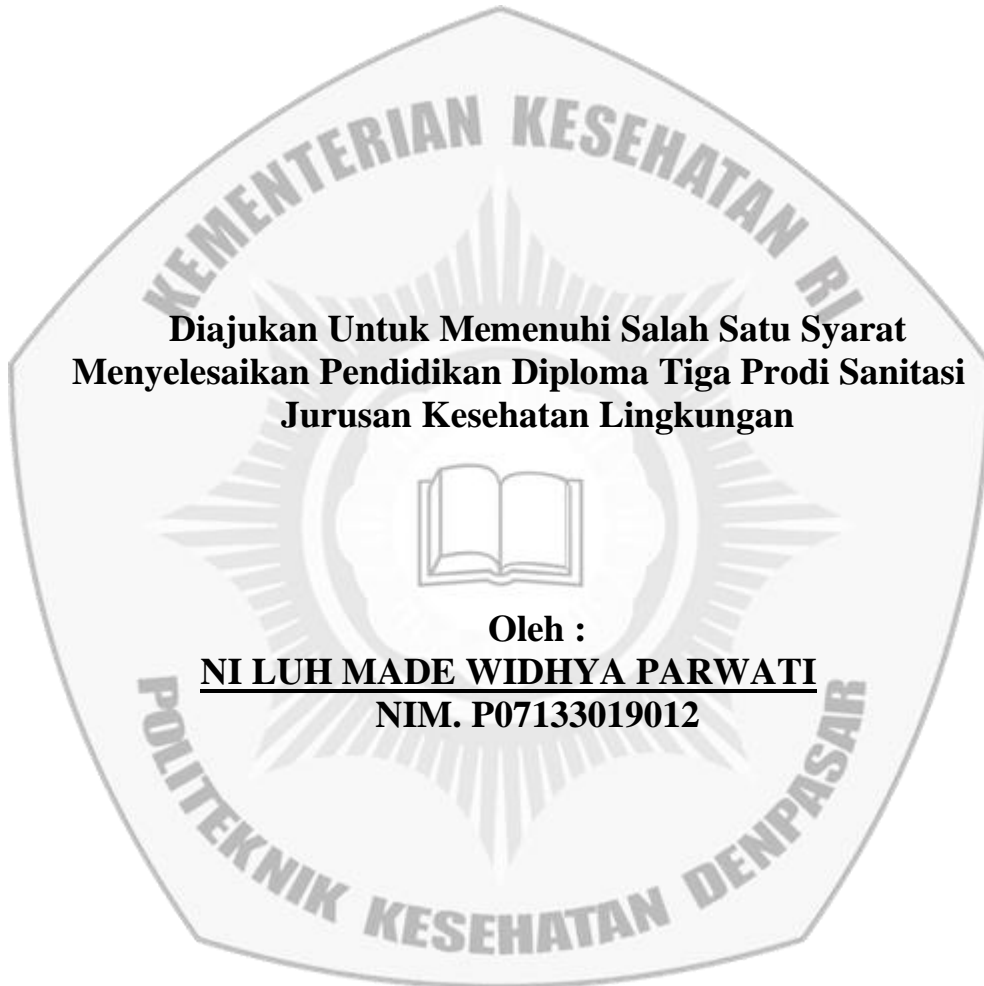 KEMENTERIAN KESEHATAN RI
Diajukan Untuk Memenuhi Salah Satu Syarat
Menyelesaikan Pendidikan Diploma Tiga Prodi Sanitasi
Jurusan Kesehatan Lingkungan
Oleh :
NI LUH MADE WIDHYA PARWATI
NIM. P07133019012
POLITEKNIK KESEHATAN DENPASAR